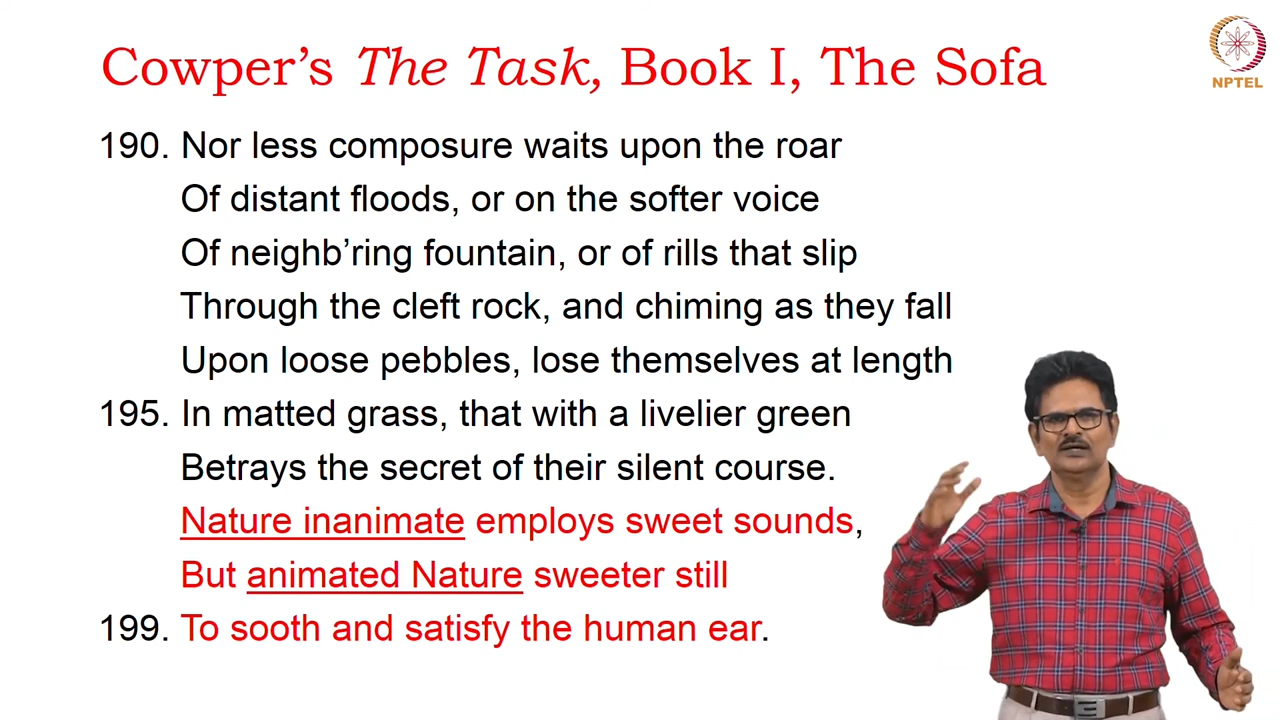 Cowper's The Task, Book I, The Sofa
NPTEL
190. Nor less composure waits upon the roar
Of distant floods, or on the softer voice
Of neighb’ring fountain, or of rills that slip
Through the cleft rock, and chiming as they fall
Upon loose pebbles, lose themselves at length
195. In matted grass, that with a livelier green
Betrays the secret of their silent course.
Nature inanimate employs sweet sounds,
But animated Nature sweeter still
199. To sooth and satisfy the human ear.